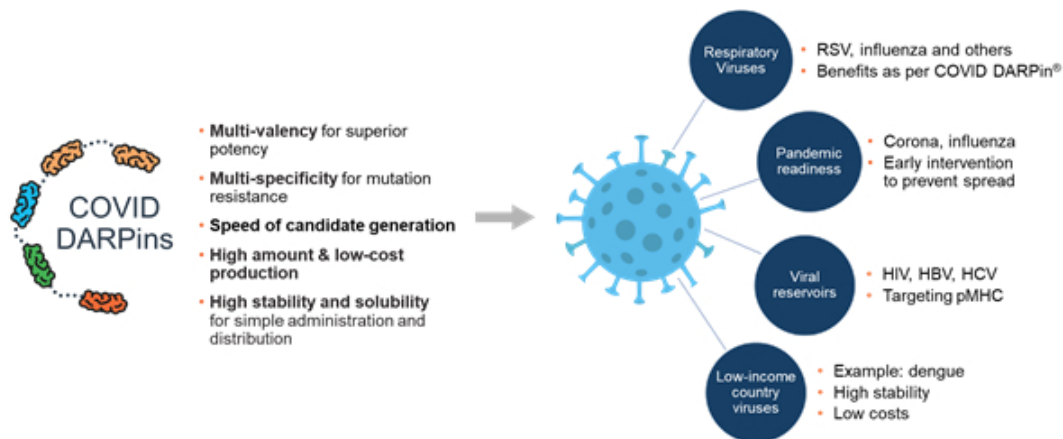 COVID
DARPins
• Multi-valency for superior
potency
• Multi-specificity for mutation
resistance
• Speed of candidate generation
• High amount & low-cost
production
• High stability and solubility
for simple administration and
distribution
Respiratory
Viruses
• RSV, influenza and others
• Benefits as per COVID DARPin®
Pandemic
readiness
• Corona, influenza
• Early intervention
to prevent spread
Viral
reservoirs
• HIV, HBV, HCV
• Targeting pMHC
Low-income
country
viruses
• Example: dengue
• High stability
• Low costs